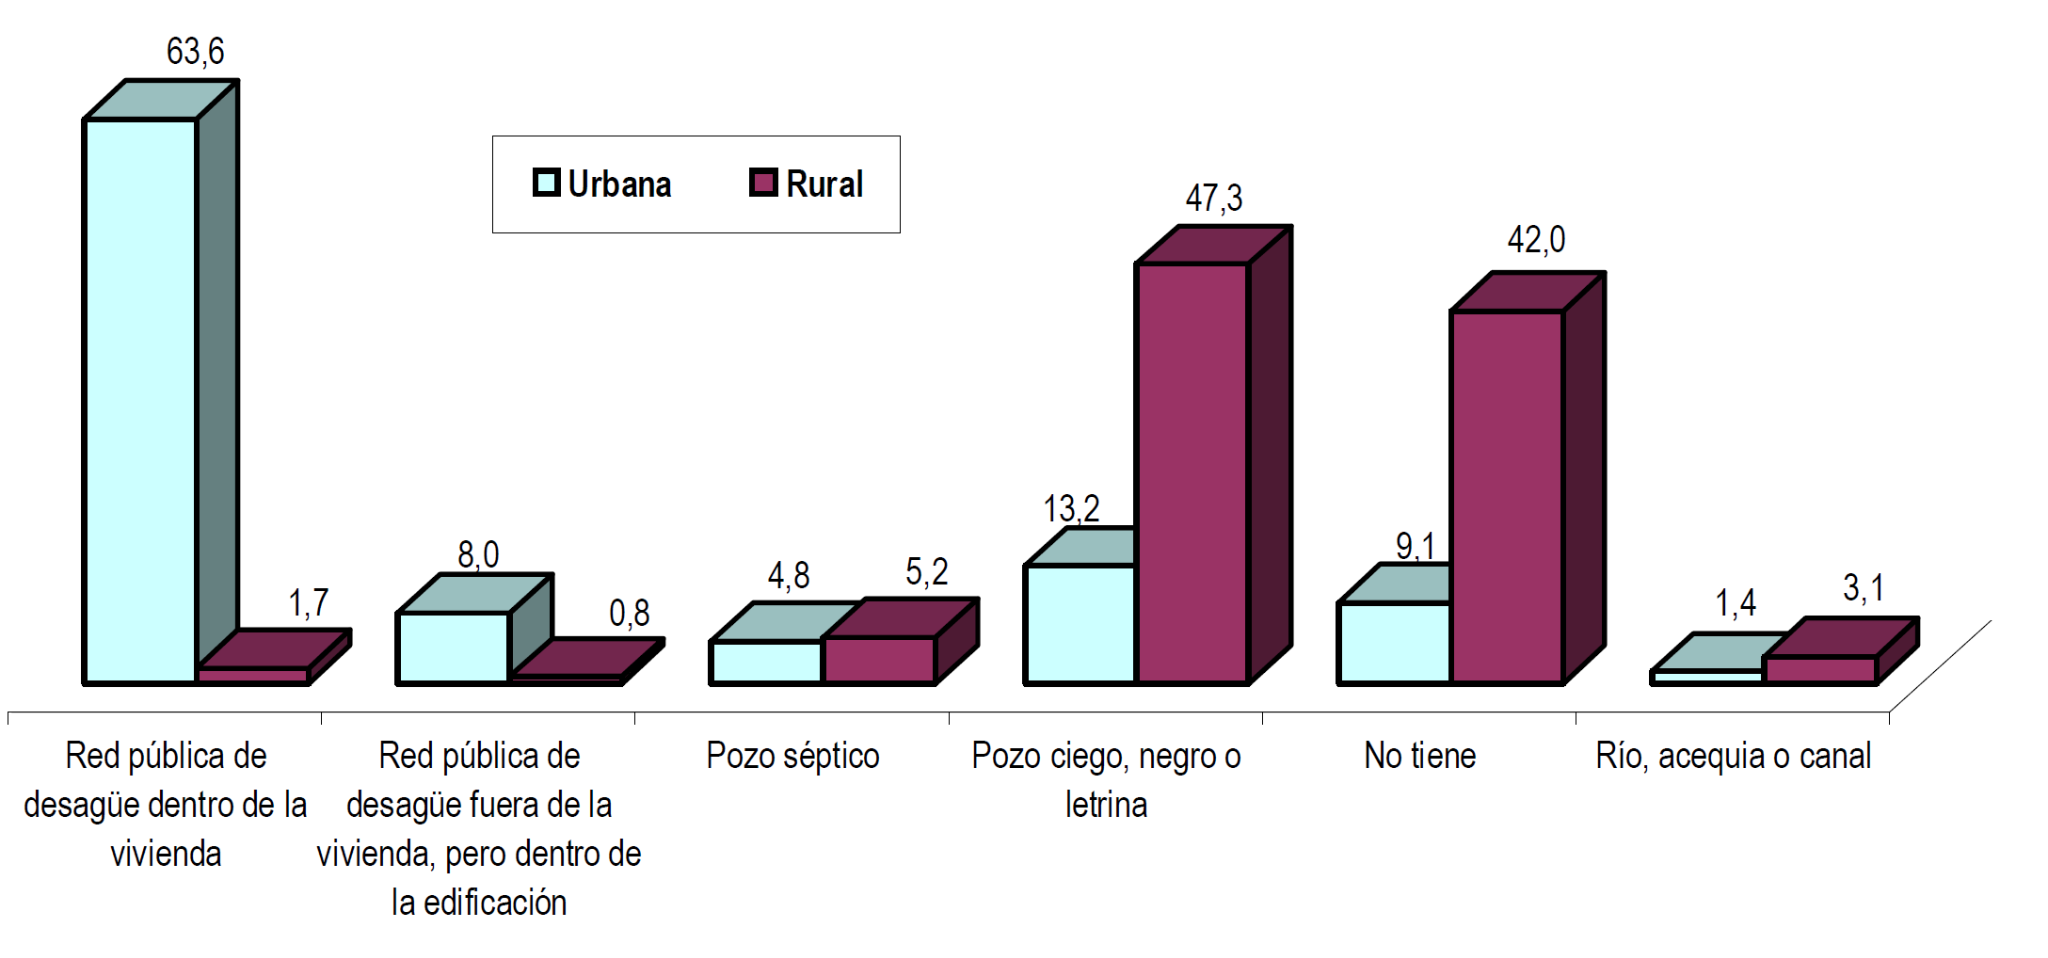 63,6
Urbana Rural
47,3
42,0
13,2
9,1
8,0
4,8
5,2
1,7
0,8
1,4
3,1
Red pública de
desagüe dentro de la
vivienda
Red pública de
desagüe fuera de la
vivienda, pero dentro de
la edificación
Pozo séptico
Pozo ciego, negro o
letrina
No tiene
Río, acequia o canal